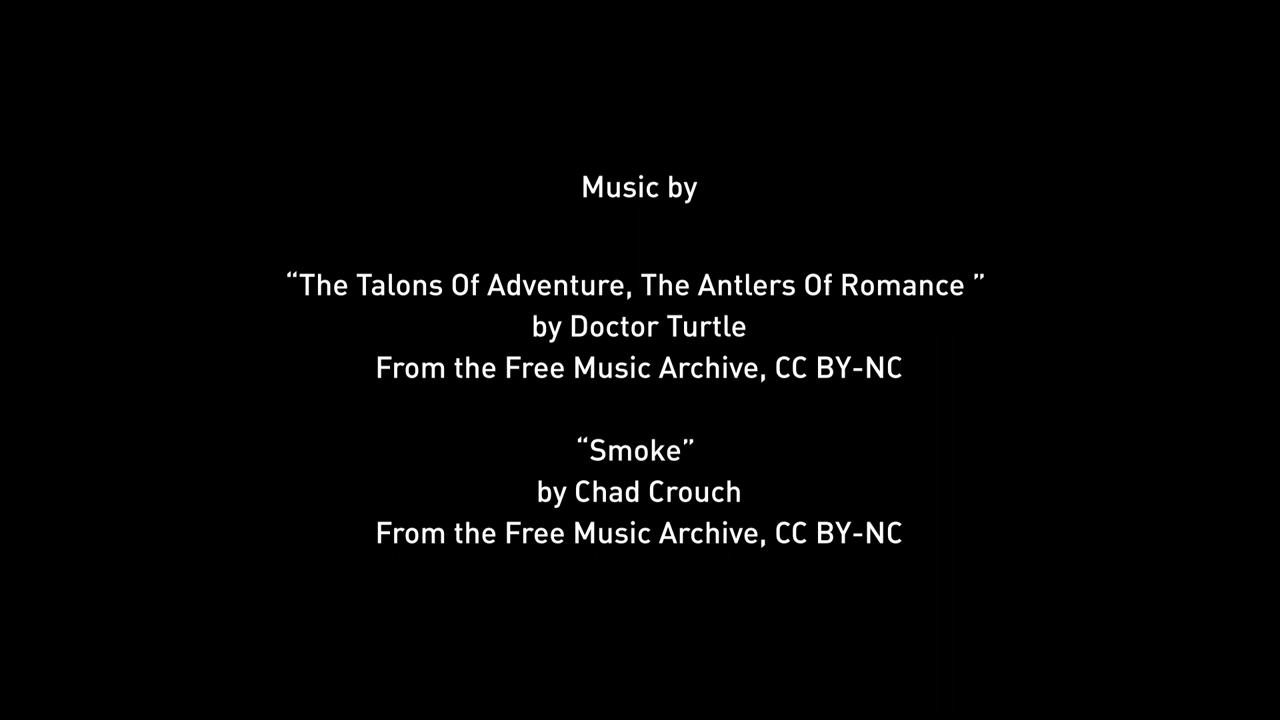 Music by
“The Talons Of Adventure, The Antlers Of Romance ”
by Doctor Turtle
From the Free Music Archive, CC BY-NC
“Smoke”
by Chad Crouch
From the Free Music Archive, CC BY-NC